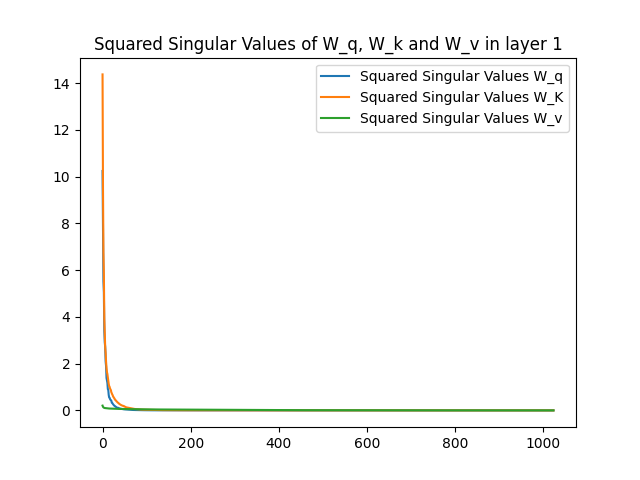 Squared Singular Values of W_q, W_k and W_v in layer 1
Squared Singular Values W_q
Squared Singular Values W_K
Squared Singular Values W_v
14
12
10
8
6
4
2
0
0 200 400 600 800 1000